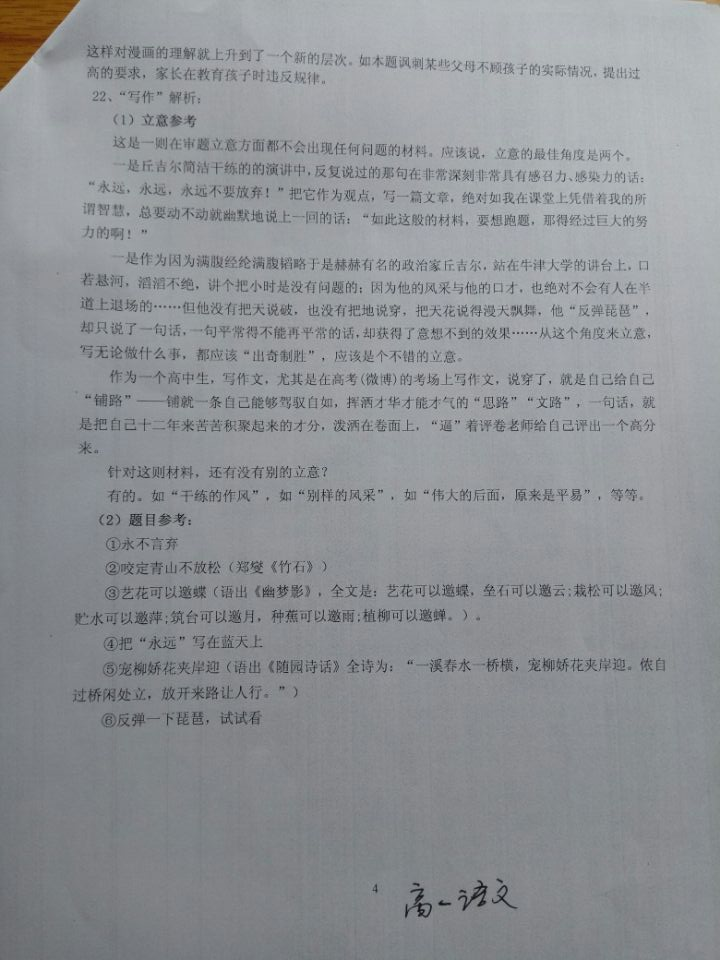 这样对漫画的理解就上升到了一个新的层次。如本题讽刺某些父母不顾孩子的实际情况，提出过
高的要求，家长在教育孩子时违反规律。
22、“写作”解析：
（1）立意参考
这是一则在审题立意方面都不会出现任何问题的材料。应该说，立意的最佳角度是两个。
一是丘吉尔简洁干练的的演讲中，反复说过的那句在非常深刻非常具有感召力、感染力的话：
“永远，永远，永远不要放弃！”把它作为观点，写一篇文章，绝对如我在课堂上凭借着我的所
谓智慧，总要动不动就幽默地说上一回的话：“如此这般的材料，要想跑题，那得经过巨大的努
力的啊！”
一是作为因为满腹经纶满腹韬略于是赫赫有名的政治家丘吉尔，站在牛津大学的讲台上，口
若悬河，滔滔不绝，讲个把小时是没有问题的；因为他的风采与他的口才，也绝对不会有人在半
道上退场的……但他没有把天说破，也没有把地说穿，把天花说得漫天飘舞，他“反弹琵琶”，
却只说了一句话，一句平常得不能再平常的话，却获得了意想不到的效果……从这个角度来立意，
写无论做什么事，都应该“出奇制胜”，应该是个不错的立意。
作为一个高中生，写作文，尤其是在高考(微博)的考场上写作文，说穿了，就是自己给自己
“铺路”——铺就一条自己能够驾驭自如，挥洒才华才能才气的“思路”“文路”，一句话，就
是把自己十二年来苦苦积聚起来的才分，泼洒在卷面上，“逼”着评卷老师给自己评出一个高分
来。
针对这则材料，还有没有别的立意？
有的。如“干练的作风”，如“别样的风采”，如“伟大的后面，原来是平易”，等等。
（2）题目参考：
①永不言弃
②咬定青山不放松（郑燮《竹石》）
③艺花可以邀蝶（语出《幽梦影》，全文是：艺花可以邀蝶，垒石可以邀云;栽松可以邀风;
贮水可以邀萍;筑台可以邀月，种蕉可以邀雨;植柳可以邀蝉。）。
④把“永远”写在蓝天上
⑤宠柳娇花夹岸迎（语出《随园诗话》全诗为：“一溪春水一桥横，宠柳娇花夹岸迎。侬自
过桥闲处立，放开来路让人行。”）
⑥反弹一下琵琶，试试看
4
高一语文